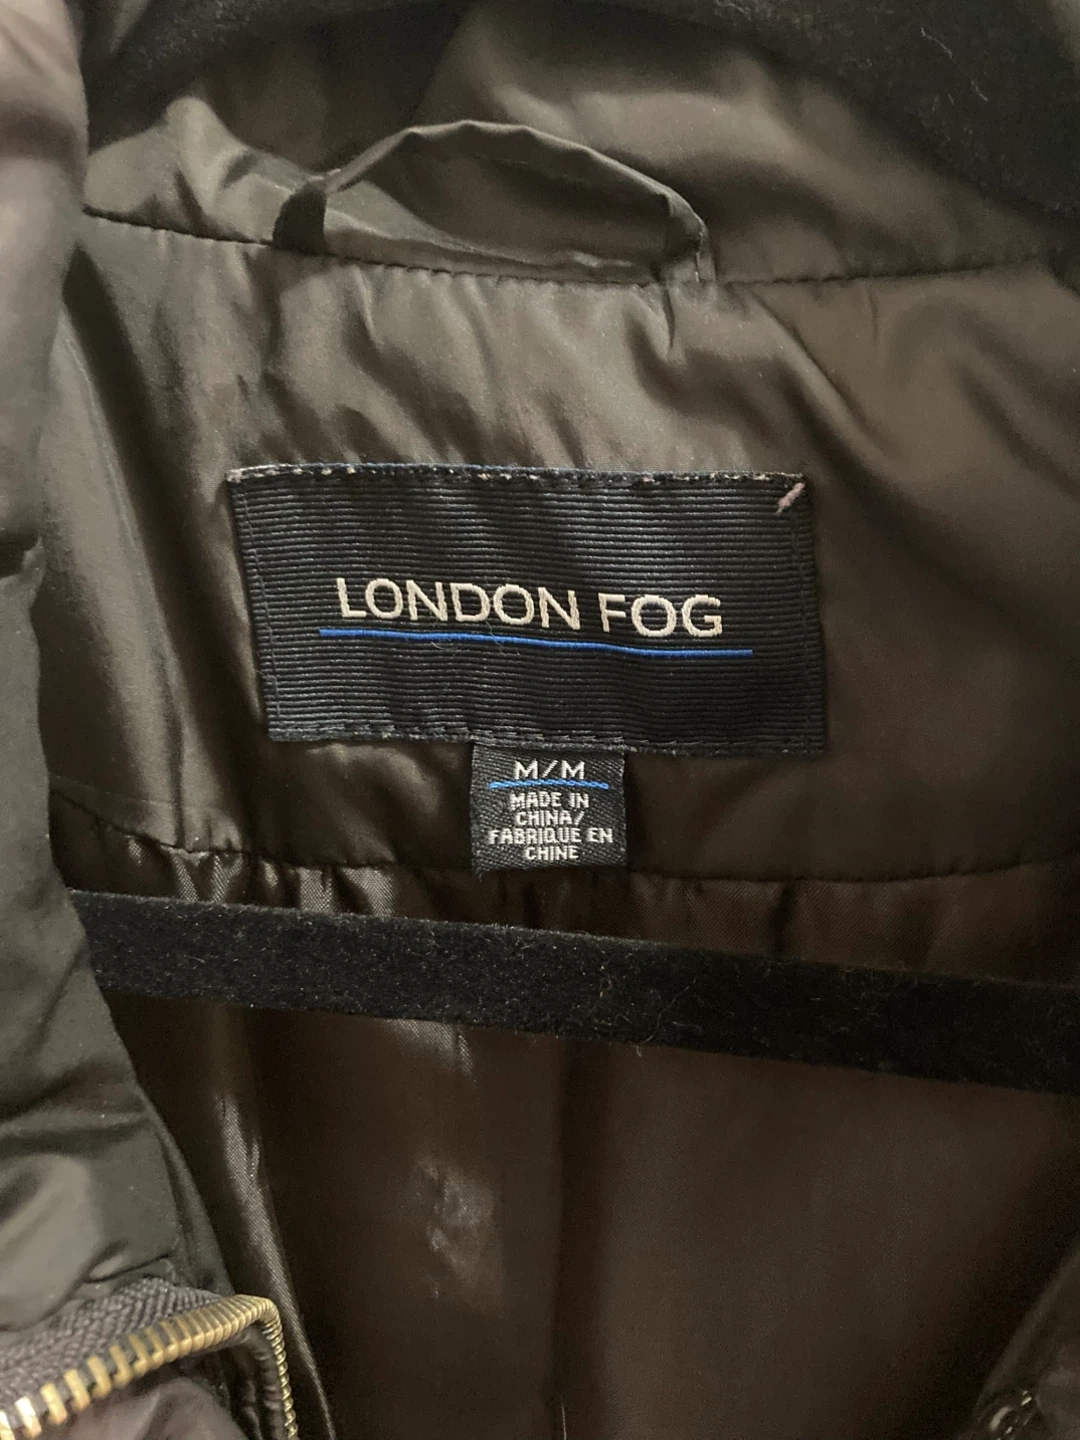 LONDON FOG
M/M
MADE IN
CHINA/
FABRIQUE EN
CHINE